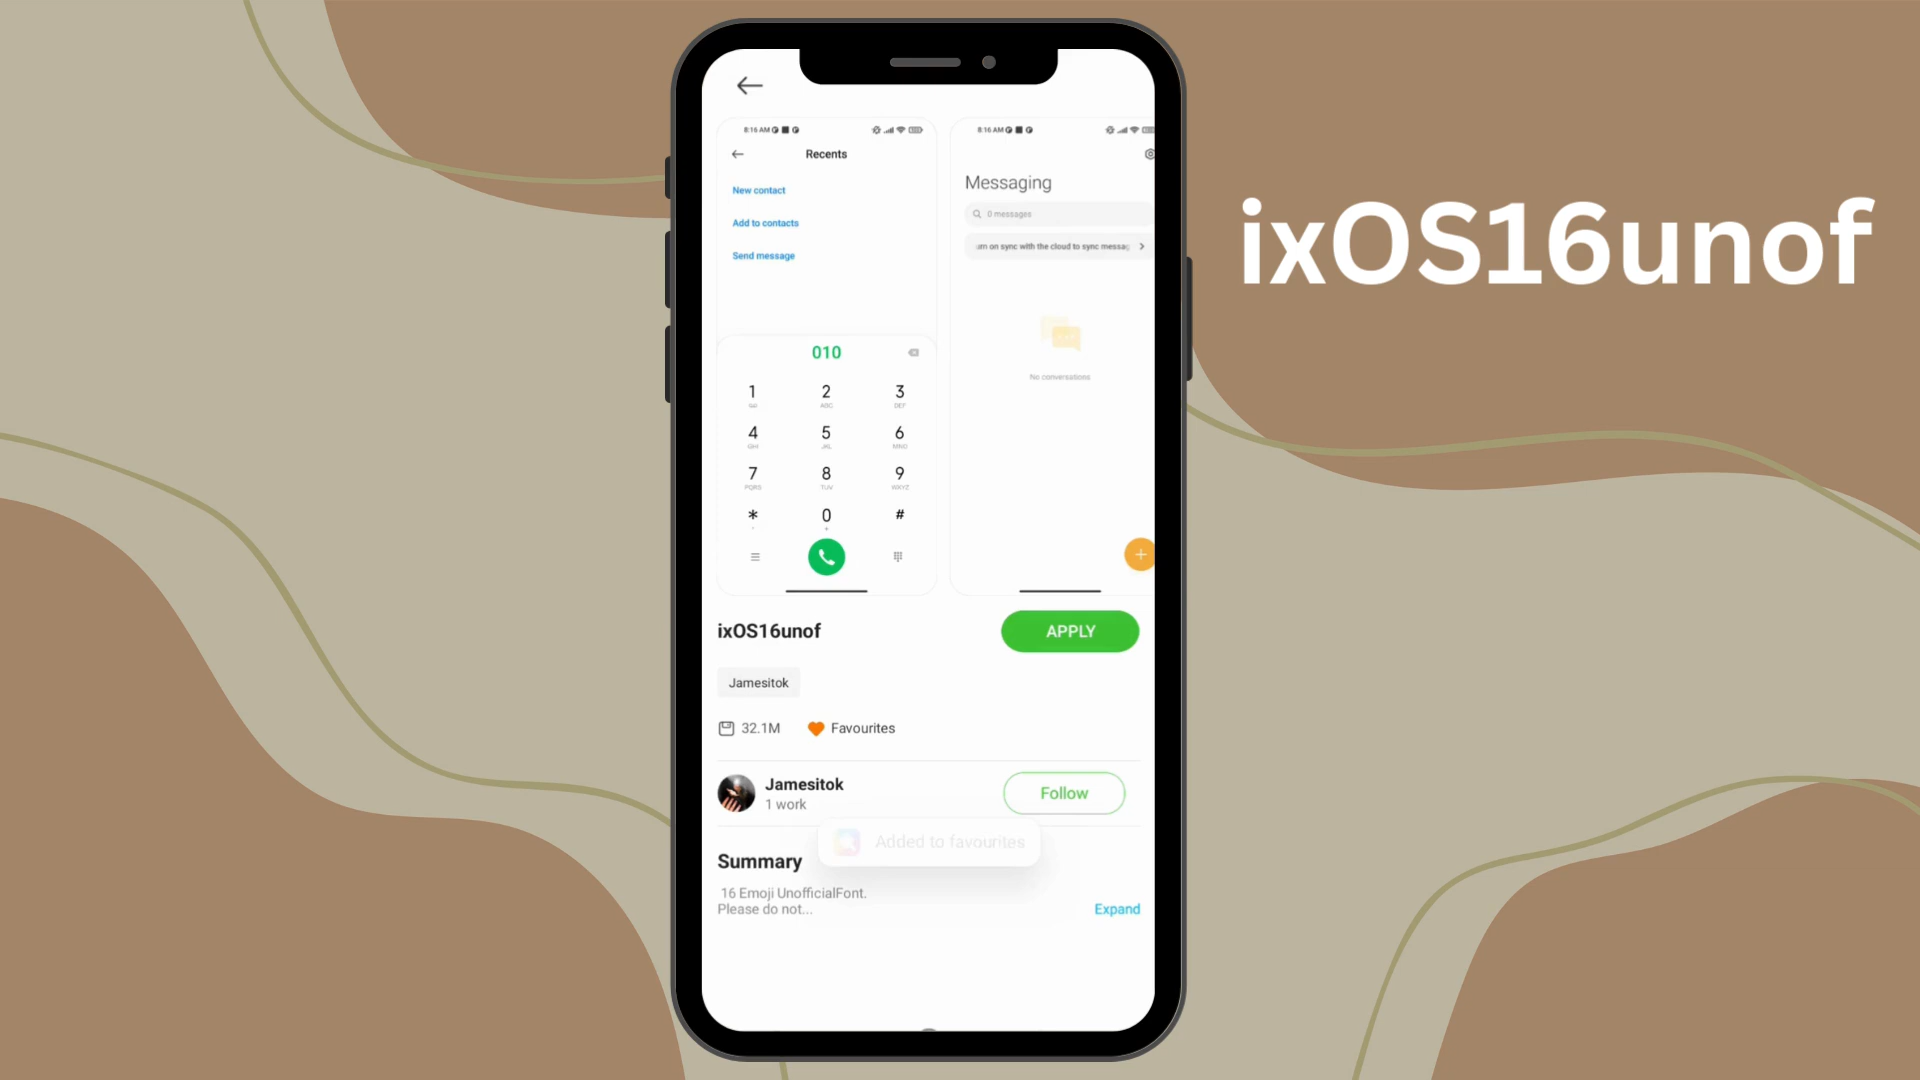 ixOS16unof
8:16 AM
Recents
New contact
Add to contacts
Send message
010
1
2 ABC
3 DEF
4 GHI
5 JKL
6 MNO
7 PQRS
8 TUV
9 WXYZ
*
0 +
#
8:16 AM
Messaging
0 messages
urn on sync with the cloud to sync messag
No conversations
+
ixOS16unof
APPLY
Jamesitok
32.1M
Favourites
Jamesitok
1 work
Follow
Added to favourites
Summary
16 Emoji UnofficialFont.
Please do not...
Expand